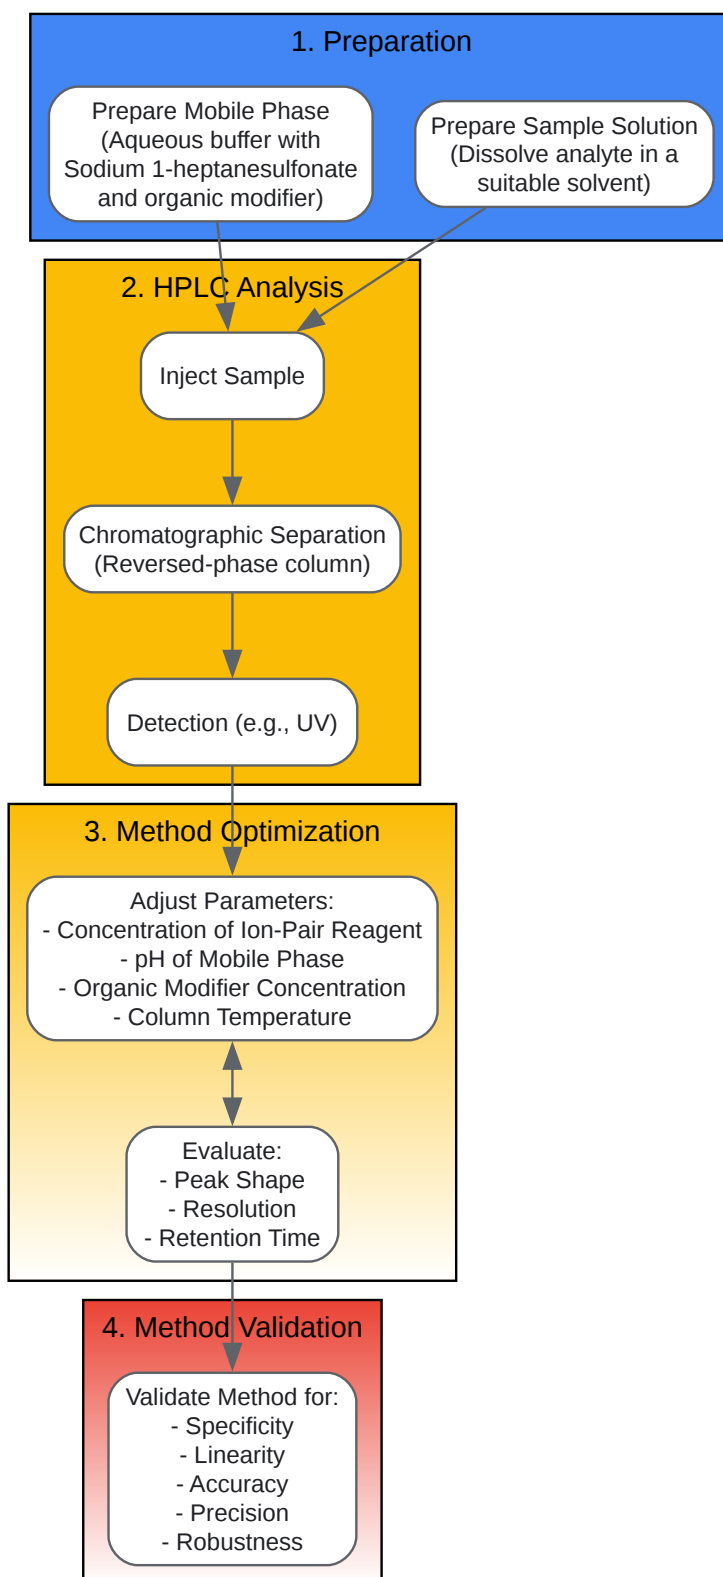 1. Preparation
Prepare Mobile Phase
(Aqueous buffer with
Sodium 1-heptanesulfonate
and organic modifier)
Prepare Sample Solution
(Dissolve analyte in a
suitable solvent)
2. HPLC Analysis
Inject Sample
Chromatographic Separation
(Reversed-phase column)
Detection (e.g., UV)
3. Method Optimization
Adjust Parameters:
- Concentration of Ion-Pair Reagent
- pH of Mobile Phase
- Organic Modifier Concentration
- Column Temperature
Evaluate:
- Peak Shape
- Resolution
- Retention Time
4. Method Validation
Validate Method for:
- Specificity
- Linearity
- Accuracy
- Precision
- Robustness